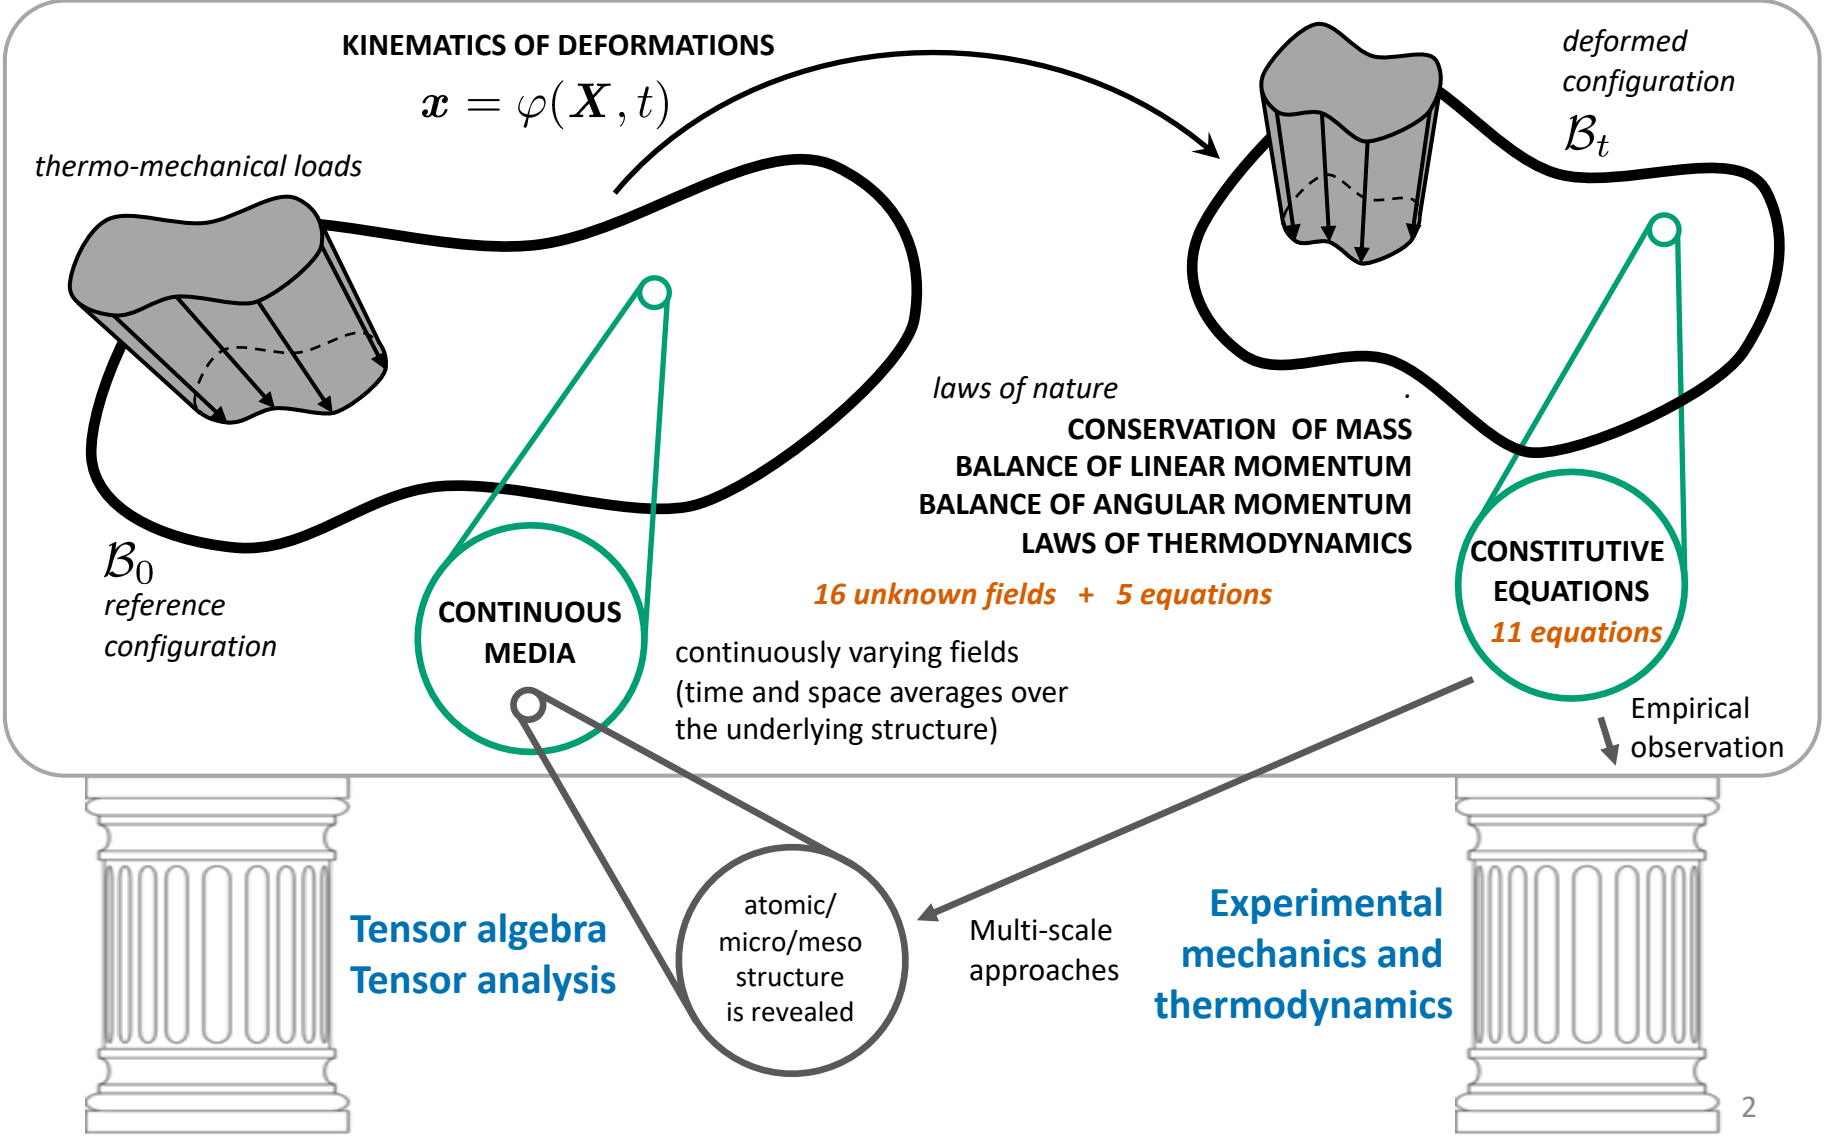 KINEMATICS OF DEFORMATIONS
𝒙 = φ(𝑿, t)
thermo-mechanical loads
deformed
configuration
ℬt
laws of nature .
CONSERVATION OF MASS
BALANCE OF LINEAR MOMENTUM
BALANCE OF ANGULAR MOMENTUM
LAWS OF THERMODYNAMICS
16 unknown fields + 5 equations
ℬ0
reference
configuration
CONTINUOUS
MEDIA
continuously varying fields
(time and space averages over
the underlying structure)
CONSTITUTIVE
EQUATIONS
11 equations
Empirical
observation
Tensor algebra
Tensor analysis
atomic/
micro/meso
structure
is revealed
Multi-scale
approaches
Experimental
mechanics and
thermodynamics
2